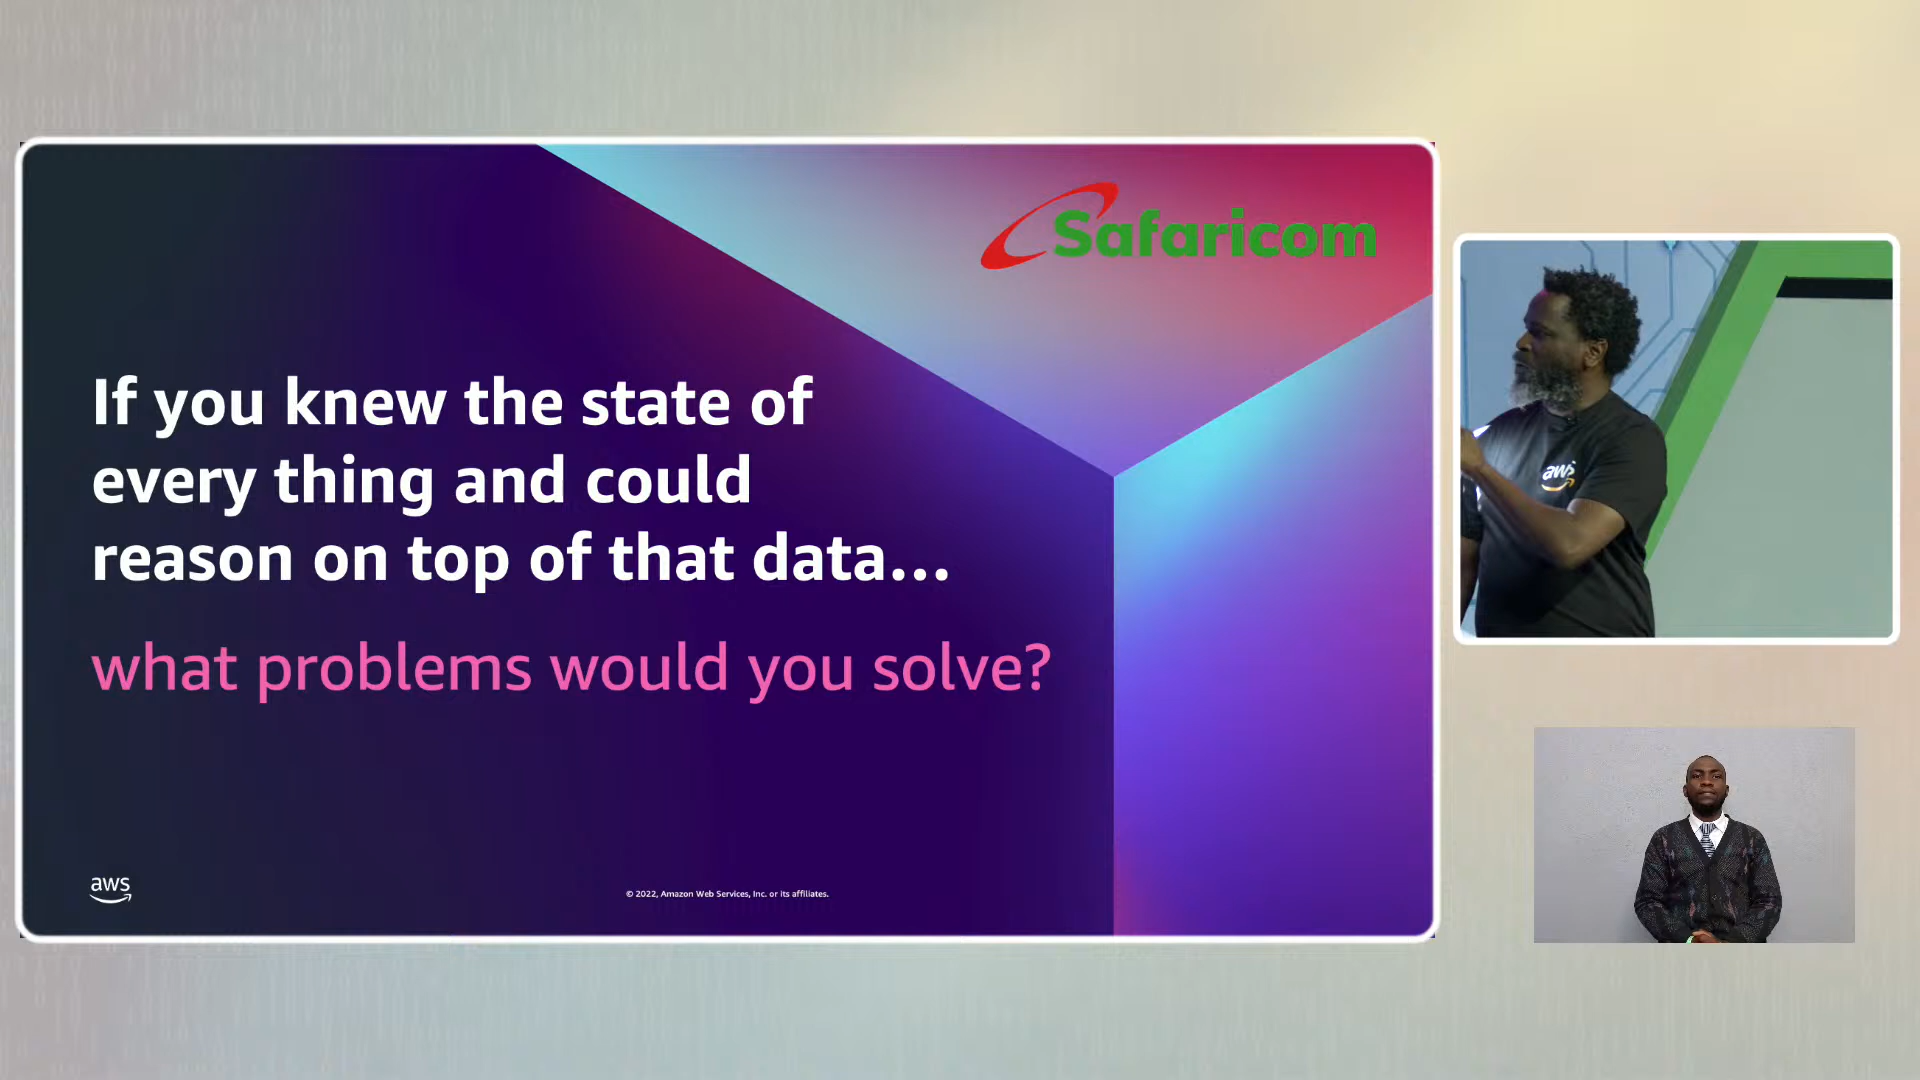 Safaricom
If you knew the state of
every thing and could
reason on top of that data...
what problems would you solve?
aws
© 2022, Amazon Web Services, Inc. or its affiliates.
aws